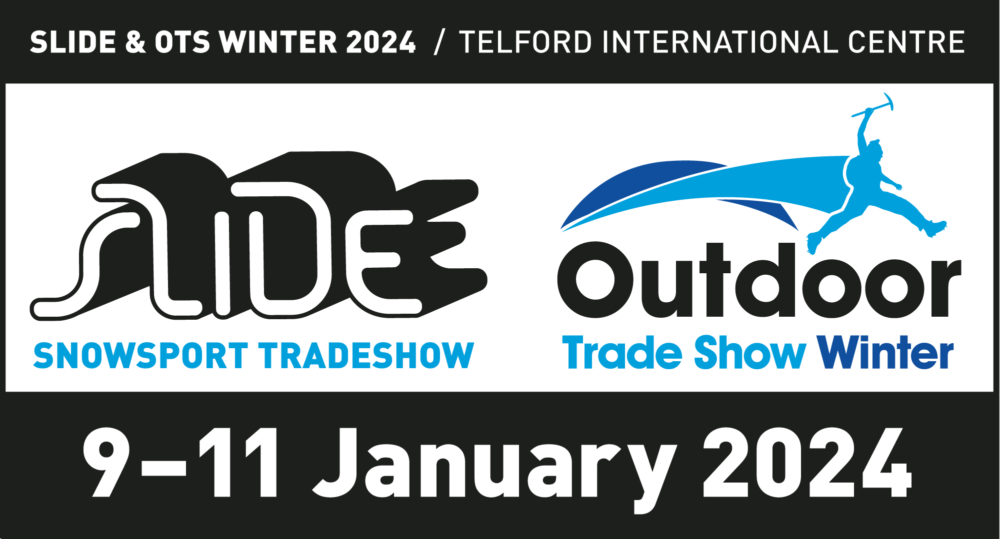 SLIDE & OTS WINTER 2024 / TELFORD INTERNATIONAL CENTRE
SLIDE
SNOWSPORT TRADESHOW
Outdoor
Trade Show Winter
9–11 January 2024